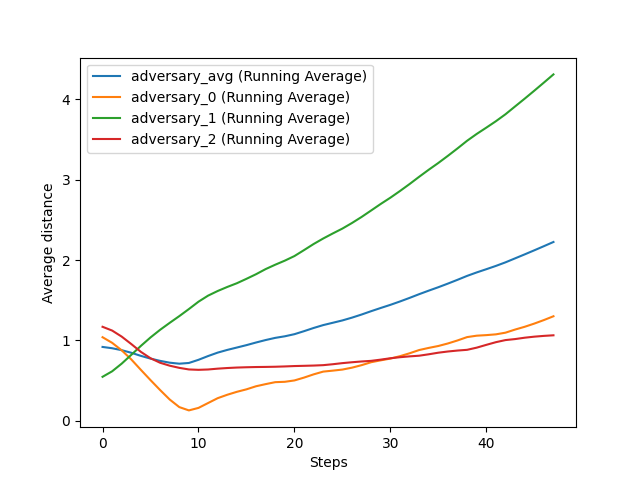 adversary_avg (Running Average)
adversary_0 (Running Average)
adversary_1 (Running Average)
adversary_2 (Running Average)
4
3
2
1
0
Average distance
0 10 20 30 40
Steps